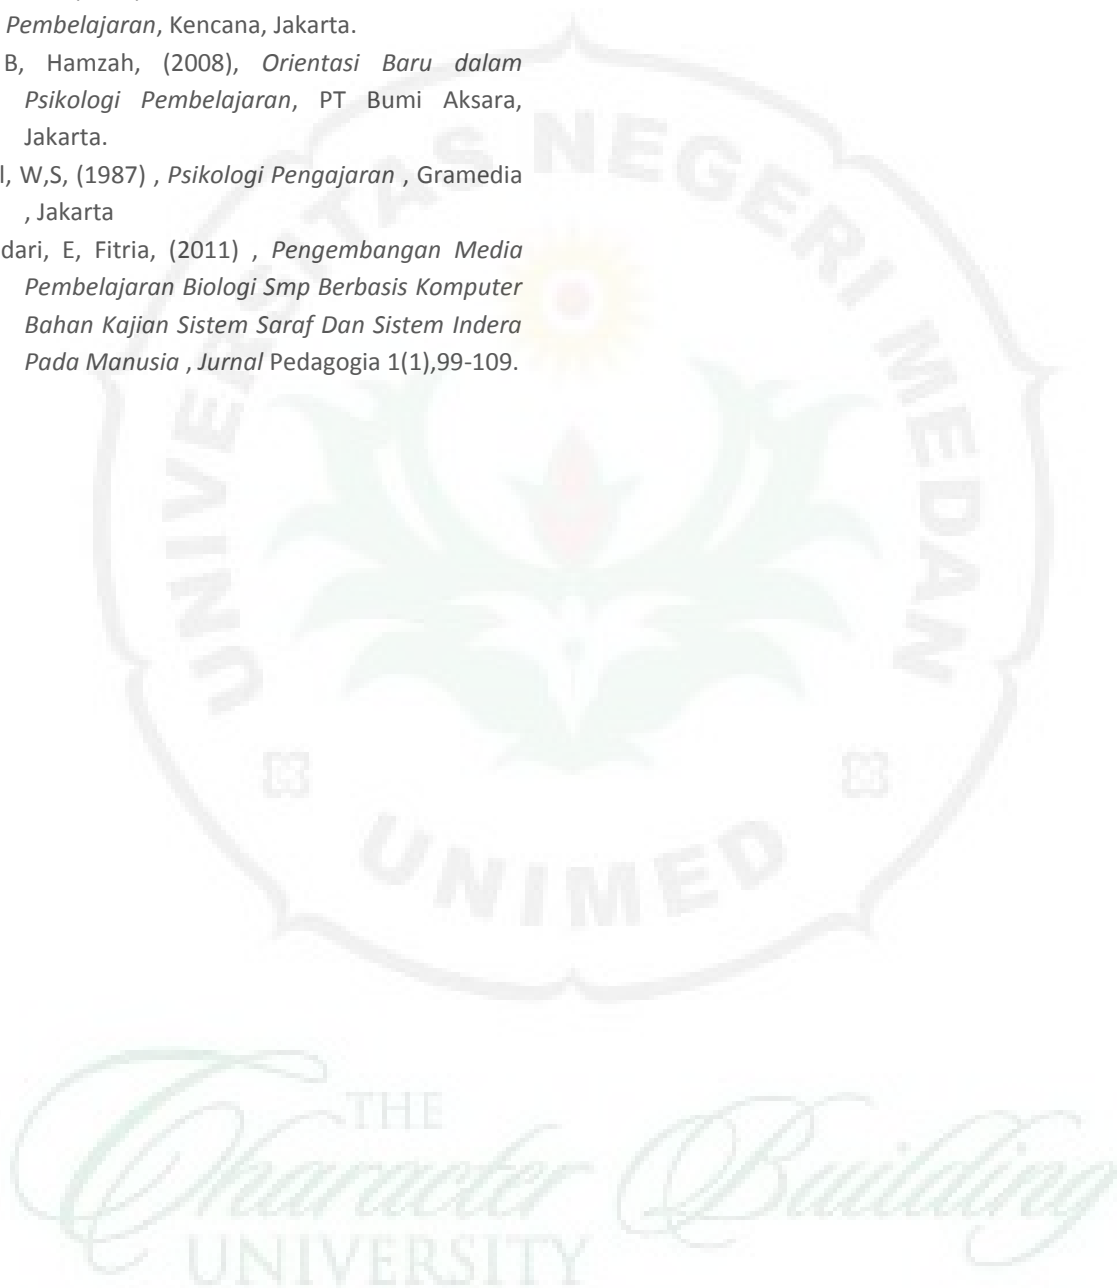 Pembelajaran, Kencana, Jakarta.
B, Hamzah, (2008), Orientasi Baru dalam
Psikologi Pembelajaran, PT Bumi Aksara,
Jakarta.
l, W,S, (1987) , Psikologi Pengajaran , Gramedia
, Jakarta
dari, E, Fitria, (2011) , Pengembangan Media
Pembelajaran Biologi Smp Berbasis Komputer
Bahan Kajian Sistem Saraf Dan Sistem Indera
Pada Manusia , Jurnal Pedagogia 1(1),99-109.
UNIVERSITAS NEGERI MEDAN
UNIMED
THE
Character Building
UNIVERSITY